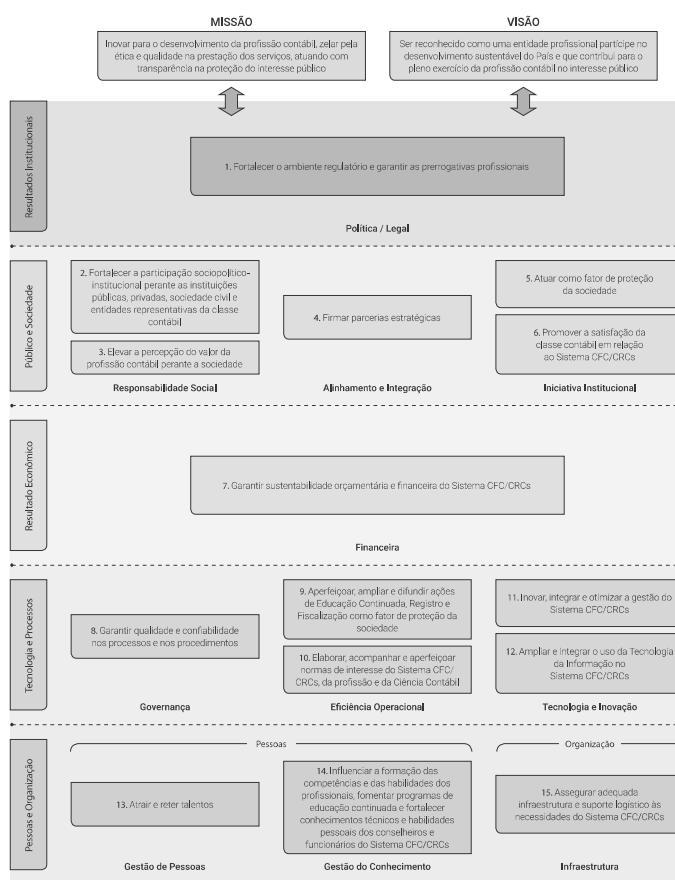 MISSÃO
Inovar para o desenvolvimento da profissão contábil, zelar pela
ética e qualidade na prestação dos serviços, atuando com
transparência na proteção do interesse público
VISÃO
Ser reconhecido como uma entidade profissional partícipe no
desenvolvimento sustentável do País e que contribui para o
pleno exercício da profissão contábil no interesse público
Resultados Institucionais
1. Fortalecer o ambiente regulatório e garantir as prerrogativas profissionais
Política / Legal
Público e Sociedade
2. Fortalecer a participação sociopolítico-
institucional perante as instituições
públicas, privadas, sociedade civil e
entidades representativas da classe
contábil
3. Elevar a percepção do valor da
profissão contábil perante a sociedade
Responsabilidade Social
4. Firmar parcerias estratégicas
Alinhamento e Integração
5. Atuar como fator de proteção
da sociedade
6. Promover a satisfação da
classe contábil em relação
ao Sistema CFC/CRCs
Iniciativa Institucional
Resultado Econômico
7. Garantir sustentabilidade orçamentária e financeira do Sistema CFC/CRCs
Financeira
Tecnologia e Processos
8. Garantir qualidade e confiabilidade
nos processos e nos procedimentos
Governança
9. Aperfeiçoar, ampliar e difundir ações
de Educação Continuada, Registro e
Fiscalização como fator de proteção da
sociedade
10. Elaborar, acompanhar e aperfeiçoar
normas de interesse do Sistema CFC/
CRCs, da profissão e da Ciência Contábil
Eficiência Operacional
11. Inovar, integrar e otimizar a gestão do
Sistema CFC/CRCs
12. Ampliar e Integrar o uso da Tecnologia
da Informação no
Sistema CFC/CRCs
Tecnologia e Inovação
Pessoas e Organização
Pessoas
13. Atrair e reter talentos
Gestão de Pessoas
14. Influenciar a formação das
competências e das habilidades dos
profissionais, fomentar programas de
educação continuada e fortalecer
conhecimentos técnicos e habilidades
pessoais dos conselheiros e
funcionários do Sistema CFC/CRCs
Gestão do Conhecimento
Organização
15. Assegurar adequada
infraestrutura e suporte logístico às
necessidades do Sistema CFC/CRCs
Infraestrutura